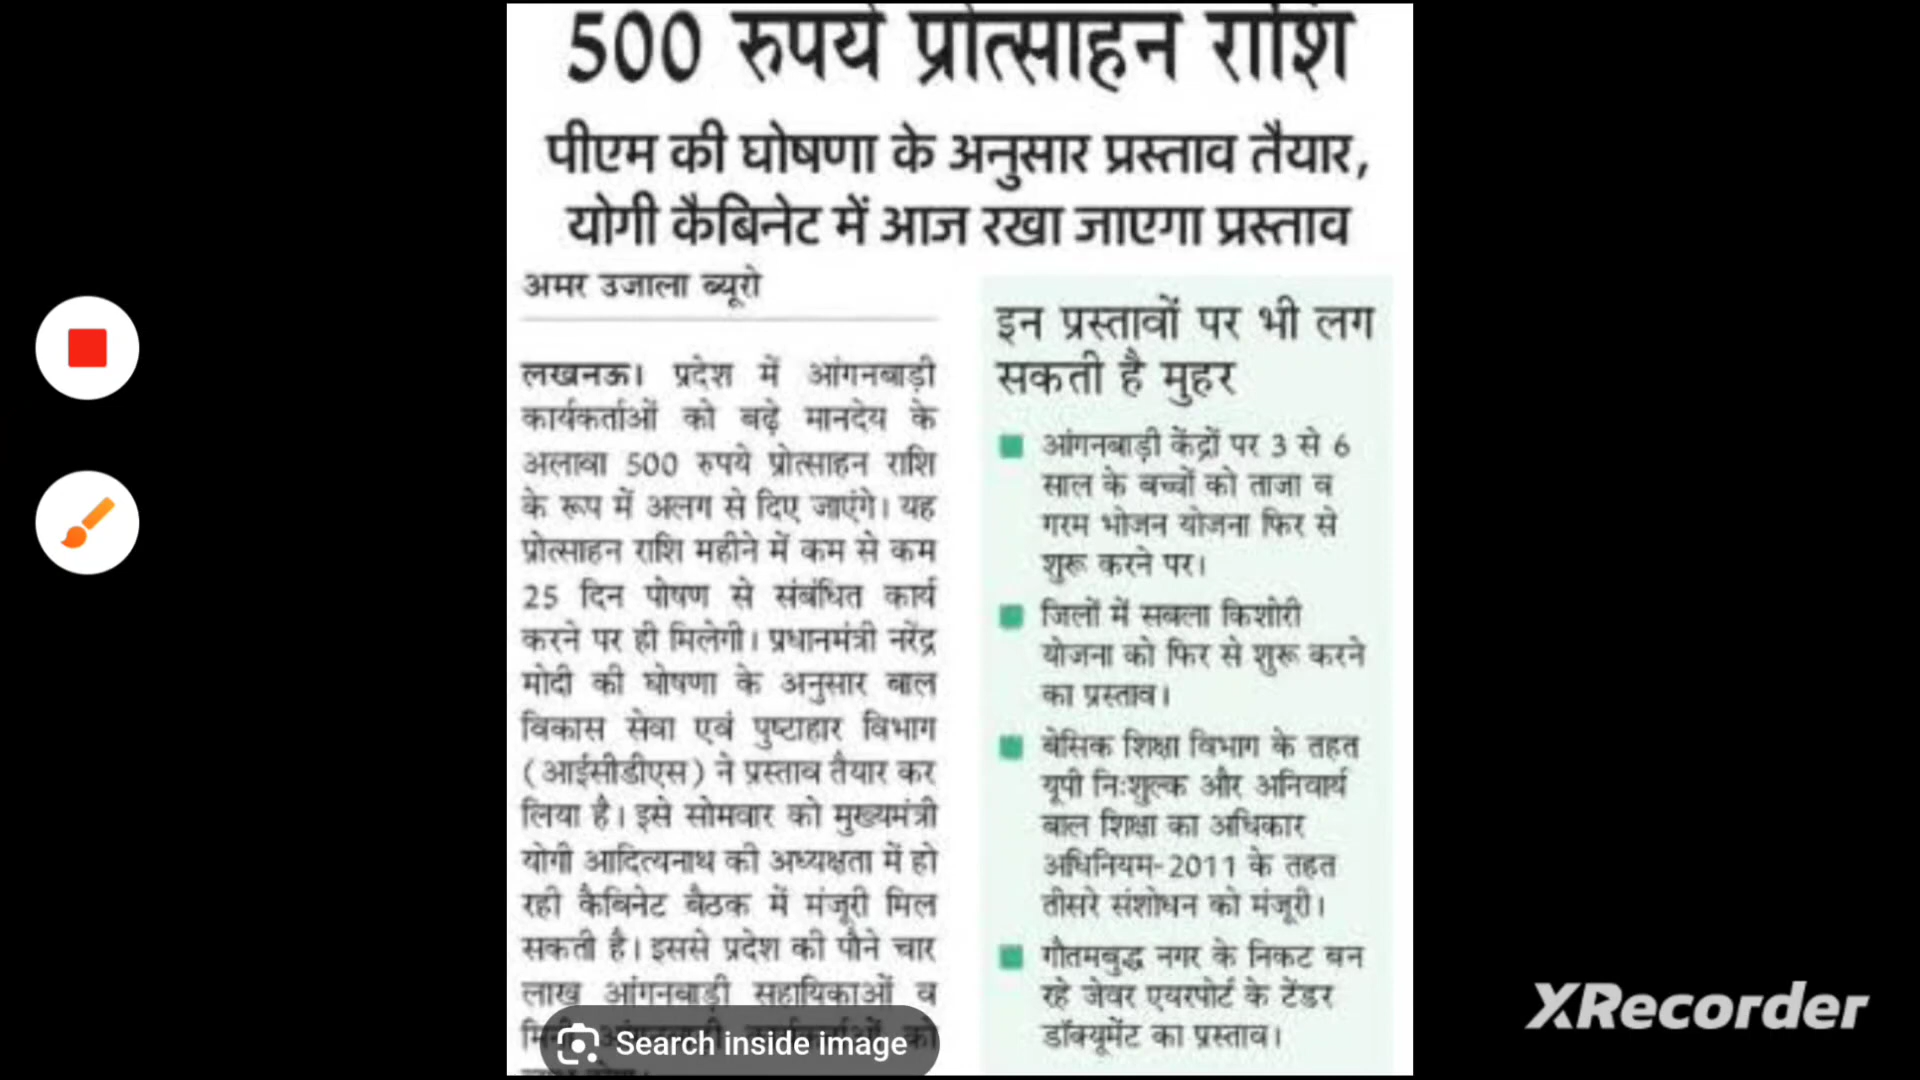 500 रुपये प्रोत्साहन राशि
पीएम की घोषणा के अनुसार प्रस्ताव तैयार,
योगी कैबिनेट में आज रखा जाएगा प्रस्ताव
अमर उजाला ब्यूरो
लखनऊ। प्रदेश में आंगनबाड़ी
कार्यकर्ताओं को बढ़े मानदेय के
अलावा 500 रुपये प्रोत्साहन राशि
के रूप में अलग से दिए जाएंगे। यह
प्रोत्साहन राशि महीने में कम से कम
25 दिन पोषण से संबंधित कार्य
करने पर ही मिलेगी। प्रधानमंत्री नरेंद्र
मोदी की घोषणा के अनुसार बाल
विकास सेवा एवं पुष्टाहार विभाग
(आईसीडीएस) ने प्रस्ताव तैयार कर
लिया है। इसे सोमवार को मुख्यमंत्री
योगी आदित्यनाथ की अध्यक्षता में हो
रही कैबिनेट बैठक में मंजूरी मिल
सकती है। इससे प्रदेश की पौने चार
लाख आंगनबाड़ी सहायिकाओं व
इन प्रस्तावों पर भी लग
सकती है मुहर
आंगनबाड़ी केंद्रों पर 3 से 6
साल के बच्चों को ताजा व
गरम भोजन योजना फिर से
शुरू करने पर।
जिलों में सबला किशोरी
योजना को फिर से शुरू करने
का प्रस्ताव।
बेसिक शिक्षा विभाग के तहत
यूपी निःशुल्क और अनिवार्य
बाल शिक्षा का अधिकार
अधिनियम-2011 के तहत
तीसरे संशोधन को मंजूरी।
गौतमबुद्ध नगर के निकट बन
रहे जेवर एयरपोर्ट के टेंडर
डॉक्यूमेंट का प्रस्ताव।
Search inside image
XRecorder